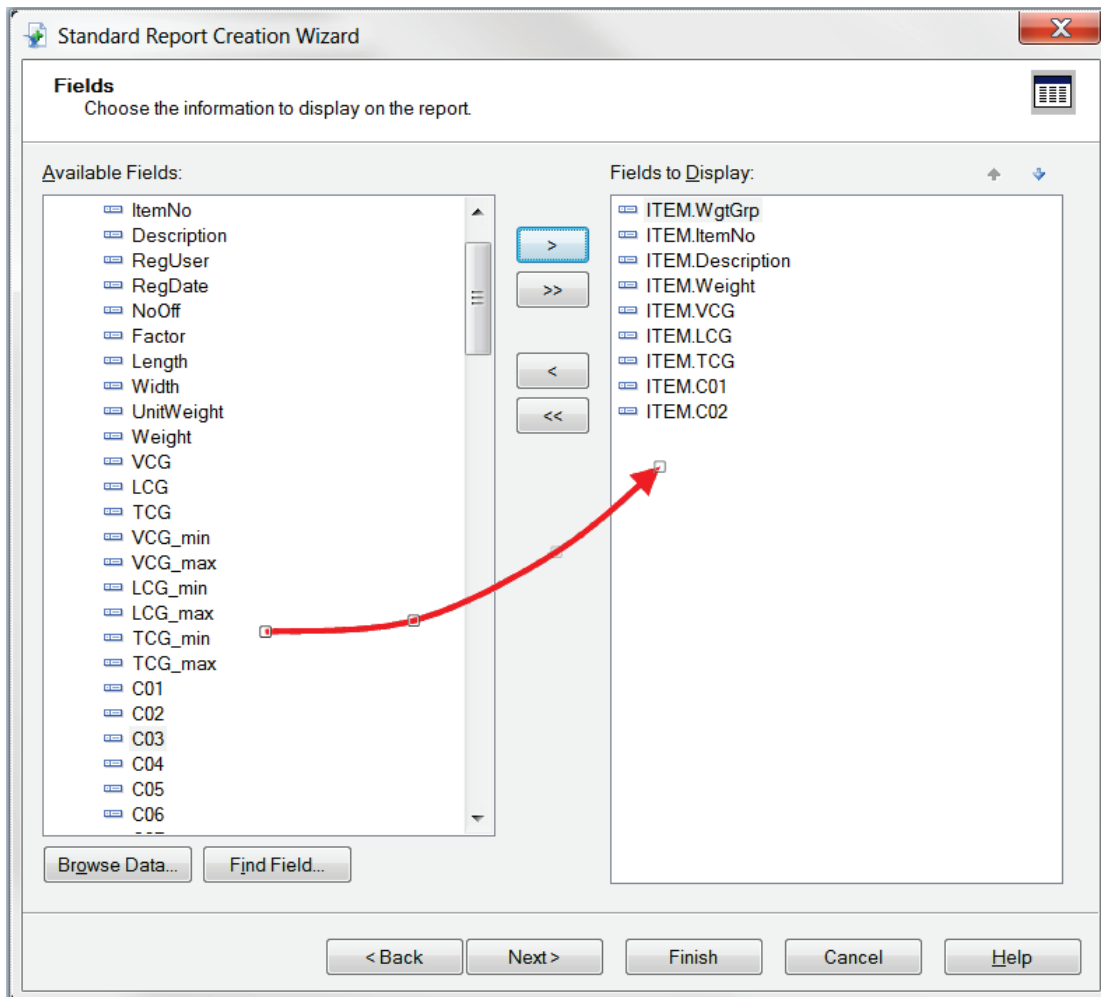 Standard Report Creation Wizard
X
Fields
Choose the information to display on the report.
Available Fields:
ItemNo
Description
RegUser
RegDate
NoOff
Factor
Length
Width
UnitWeight
Weight
VCG
LCG
TCG
VCG_min
VCG_max
LCG_min
LCG_max
TCG_min
TCG_max
C01
C02
C03
C04
C05
C06
Browse Data...
Find Field...
>
>>
<
<<
Fields to Display:
ITEM.WgtGrp
ITEM.ItemNo
ITEM.Description
ITEM.Weight
ITEM.VCG
ITEM.LCG
ITEM.TCG
ITEM.C01
ITEM.C02
< Back
Next >
Finish
Cancel
Help